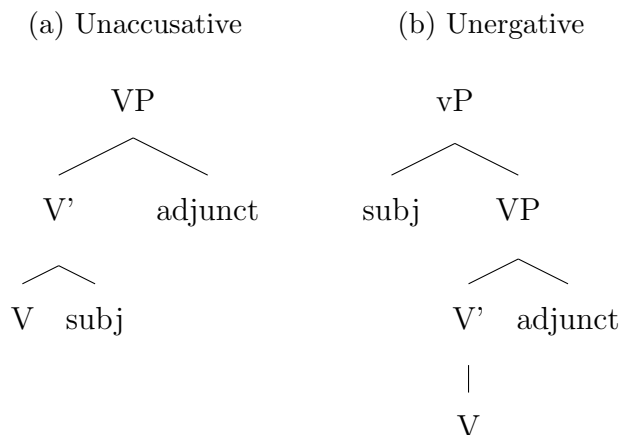 (a) Unaccusative (b) Unergative
VP vP
V' adjunct subj VP
V subj V' adjunct
V